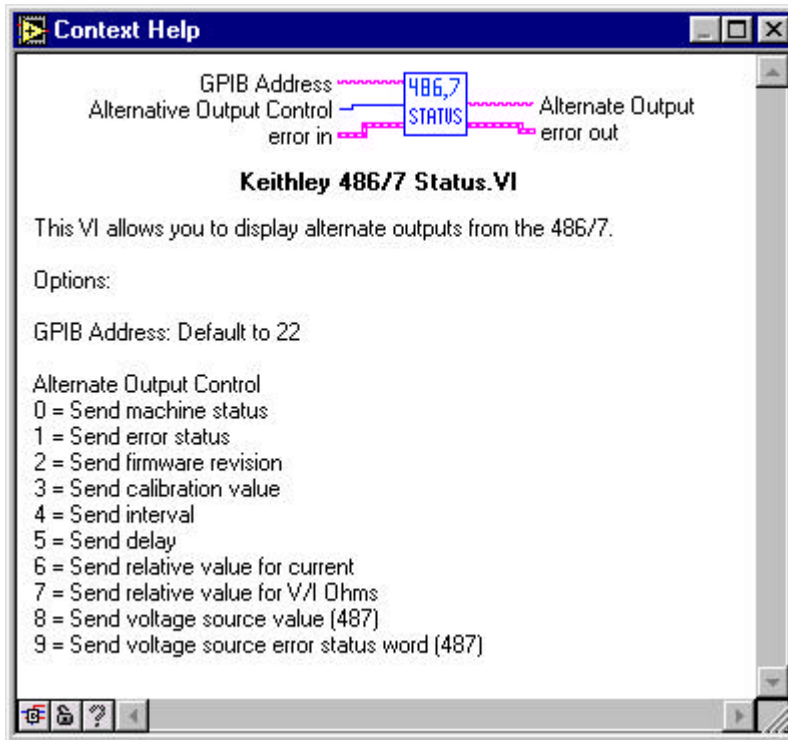 Context Help
GPIB Address
Alternative Output Control
error in
486,7
STATUS
Alternate Output
error out
Keithley 486/7 Status.VI
This VI allows you to display alternate outputs from the 486/7.
Options:
GPIB Address: Default to 22
Alternate Output Control
0 = Send machine status
1 = Send error status
2 = Send firmware revision
3 = Send calibration value
4 = Send interval
5 = Send delay
6 = Send relative value for current
7 = Send relative value for V/I Ohms
8 = Send voltage source value (487)
9 = Send voltage source error status word (487)
?